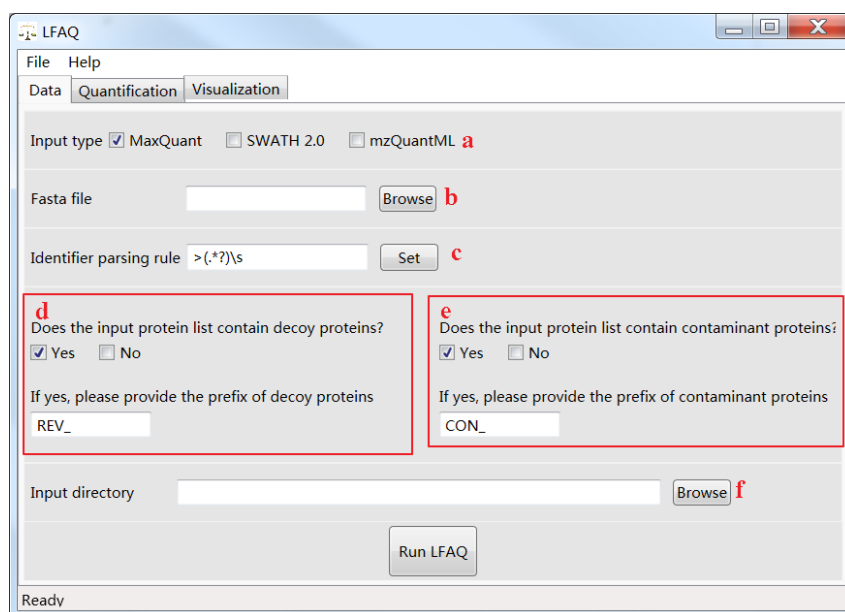 LFAQ
File Help
Data Quantification Visualization
Input type MaxQuant SWATH 2.0 mzQuantML a
Fasta file Browse b
Identifier parsing rule >(.*?)\s Set c
d
Does the input protein list contain decoy proteins?
Yes No
If yes, please provide the prefix of decoy proteins
REV_
e
Does the input protein list contain contaminant proteins?
Yes No
If yes, please provide the prefix of contaminant proteins
CON_
Input directory Browse f
Run LFAQ
Ready